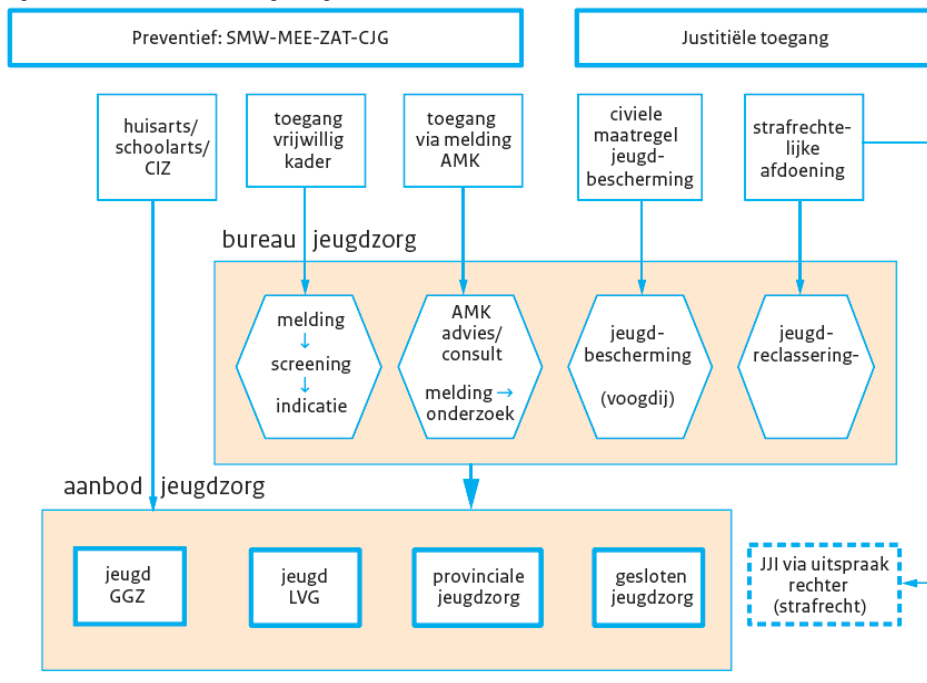 Preventief: SMW-MEE-ZAT-CJG
Justitiële toegang
huisarts/
schoolarts/
CIZ
toegang
vrijwillig
kader
toegang
via melding
AMK
civiele
maatregel
jeugd-
bescherming
strafrechte-
lijke
afdoening
bureau jeugdzorg
melding
↓
screening
↓
indicatie
AMK
advies/
consult
melding →
onderzoek
jeugd-
bescherming
(voogdij)
jeugd-
reclassering-
aanbod jeugdzorg
jeugd
GGZ
jeugd
LVG
provinciale
jeugdzorg
gesloten
jeugdzorg
JJI via uitspraak
rechter
(strafrecht)